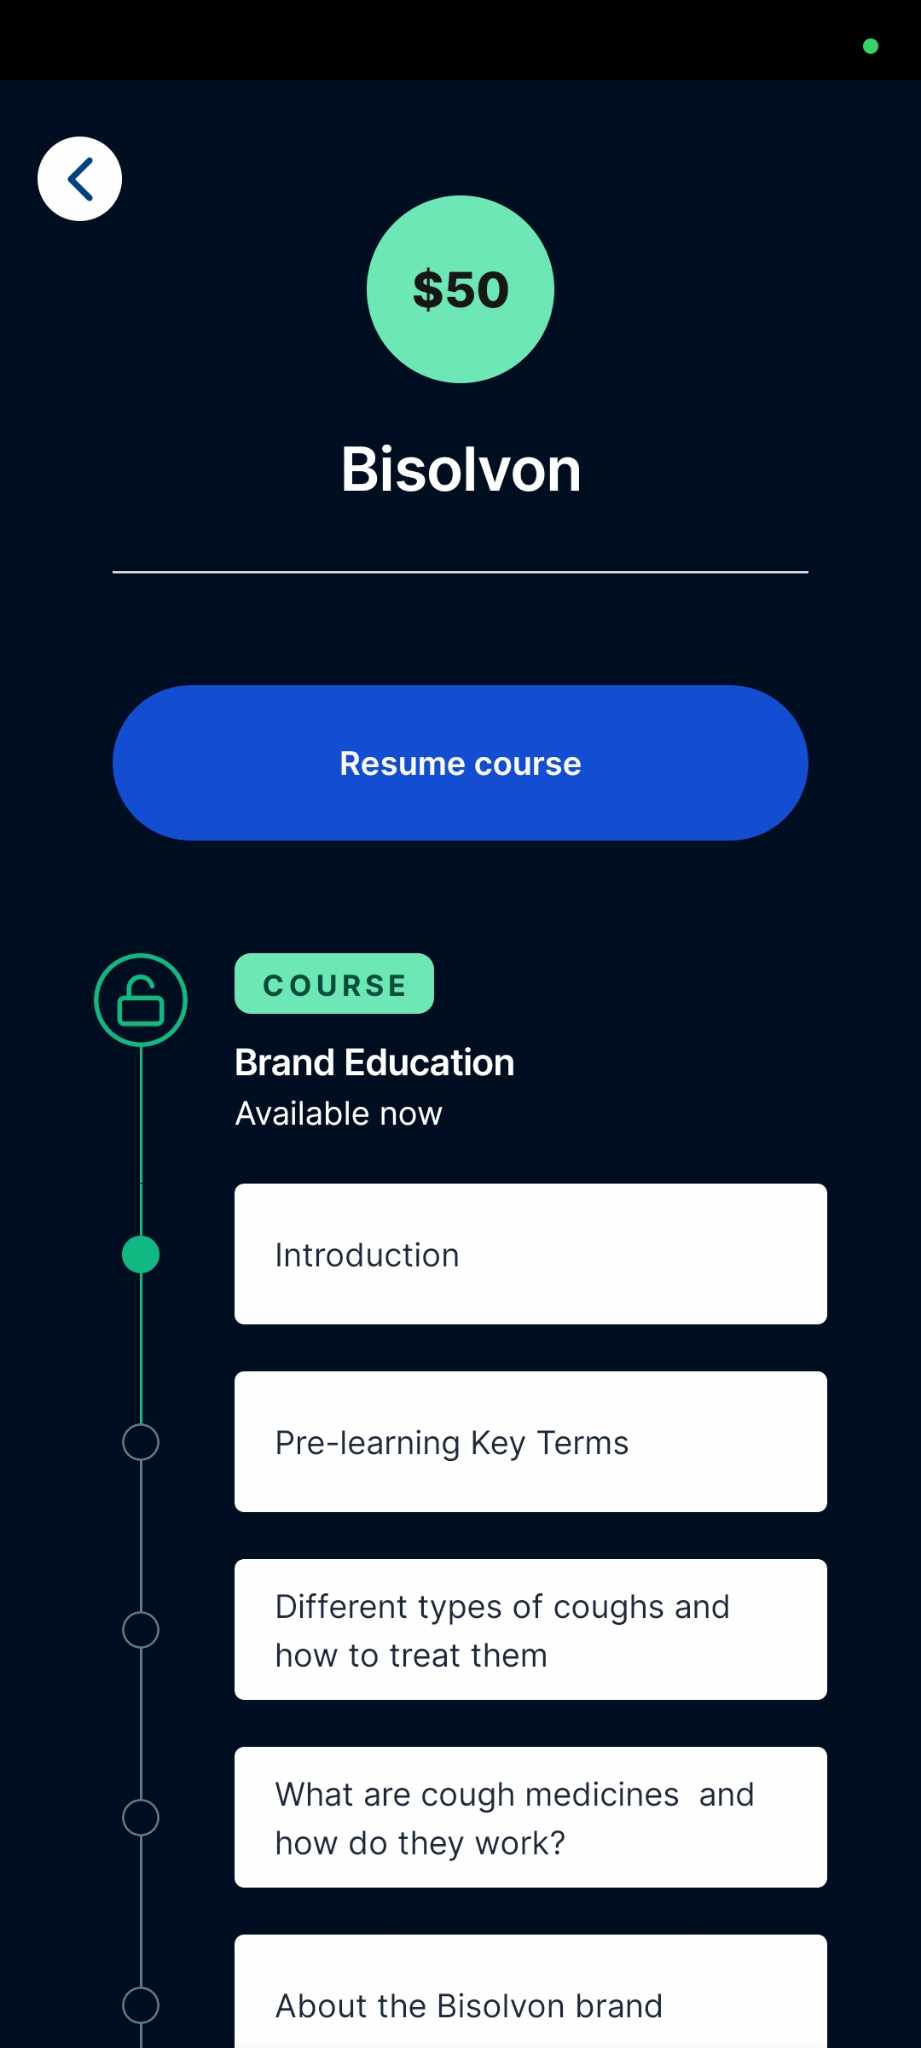 $50
Bisolvon
Resume course
COURSE
Brand Education
Available now
Introduction
Pre-learning Key Terms
Different types of coughs and
how to treat them
What are cough medicines  and
how do they work?
About the Bisolvon brand